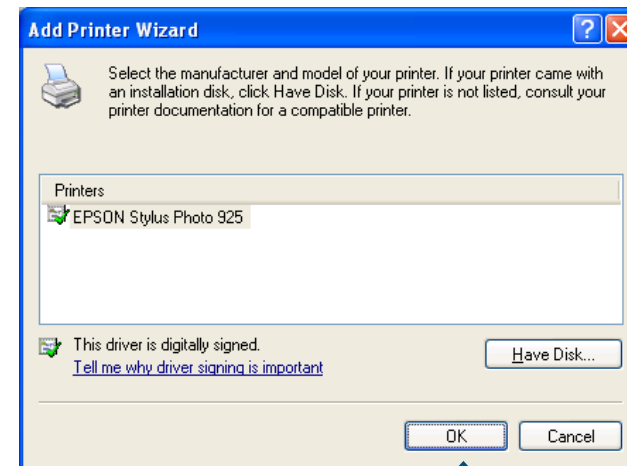 Add Printer Wizard
Select the manufacturer and model of your printer. If your printer came with
an installation disk, click Have Disk. If your printer is not listed, consult your
printer documentation for a compatible printer.
Printers
EPSON Stylus Photo 925
This driver is digitally signed.
Tell me why driver signing is important
Have Disk...
OK
Cancel